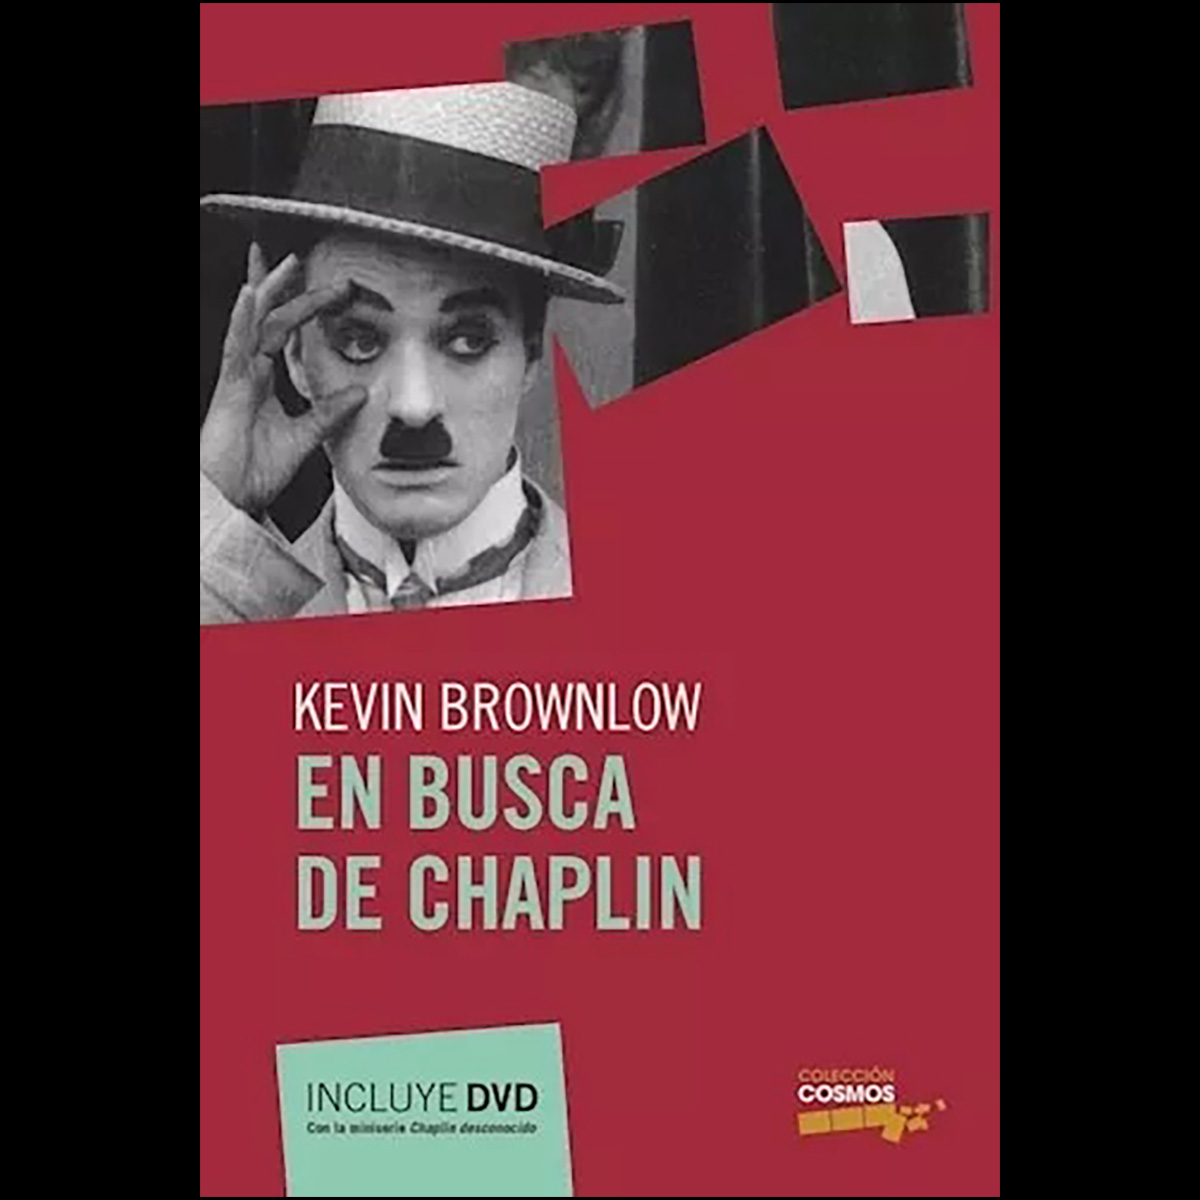 KEVIN BROWNLOW
EN BUSCA
DE CHAPLIN
INCLUYE DVD
Con la miniserie Chaplin desconocido
COLECCIÓN
COSMOS